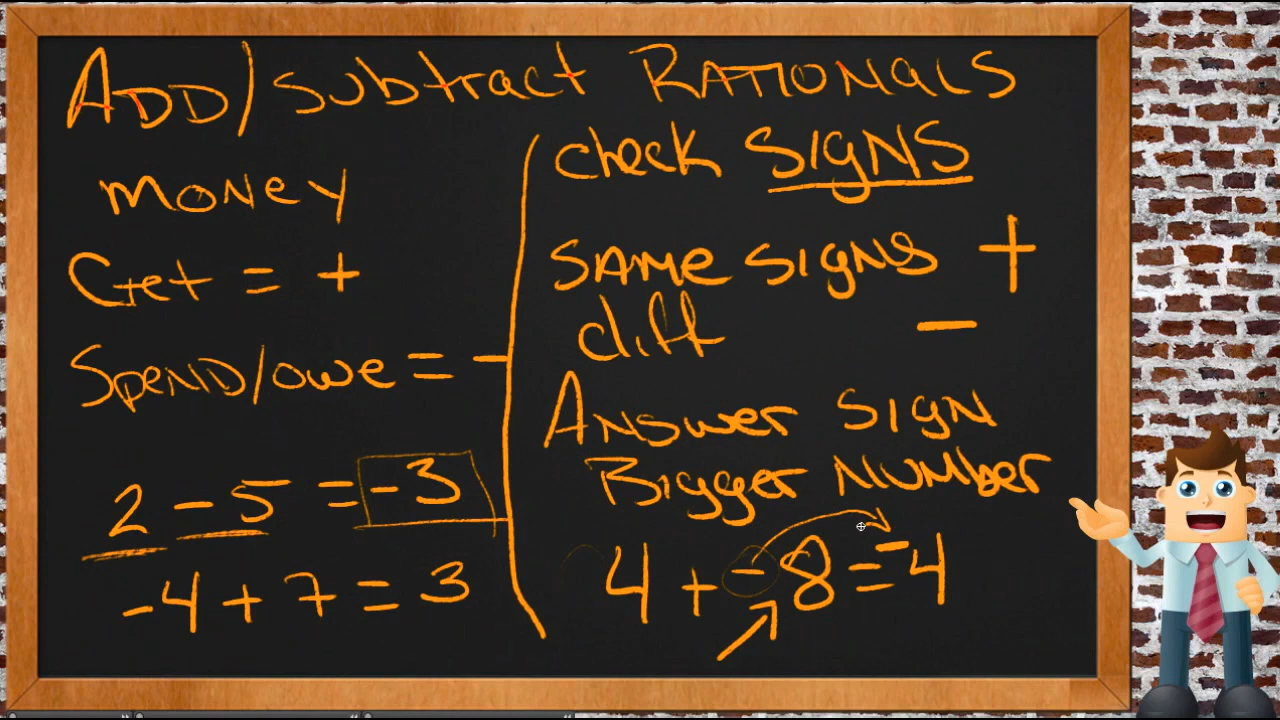 ADD/Subtract RATIONALS
money
Get = +
Spend/owe = -
2 - 5 = -3
-4 + 7 = 3
check SIGNS
SAME SIGNS +
diff -
Answer SIGN
Bigger Number
4 + -8 = -4